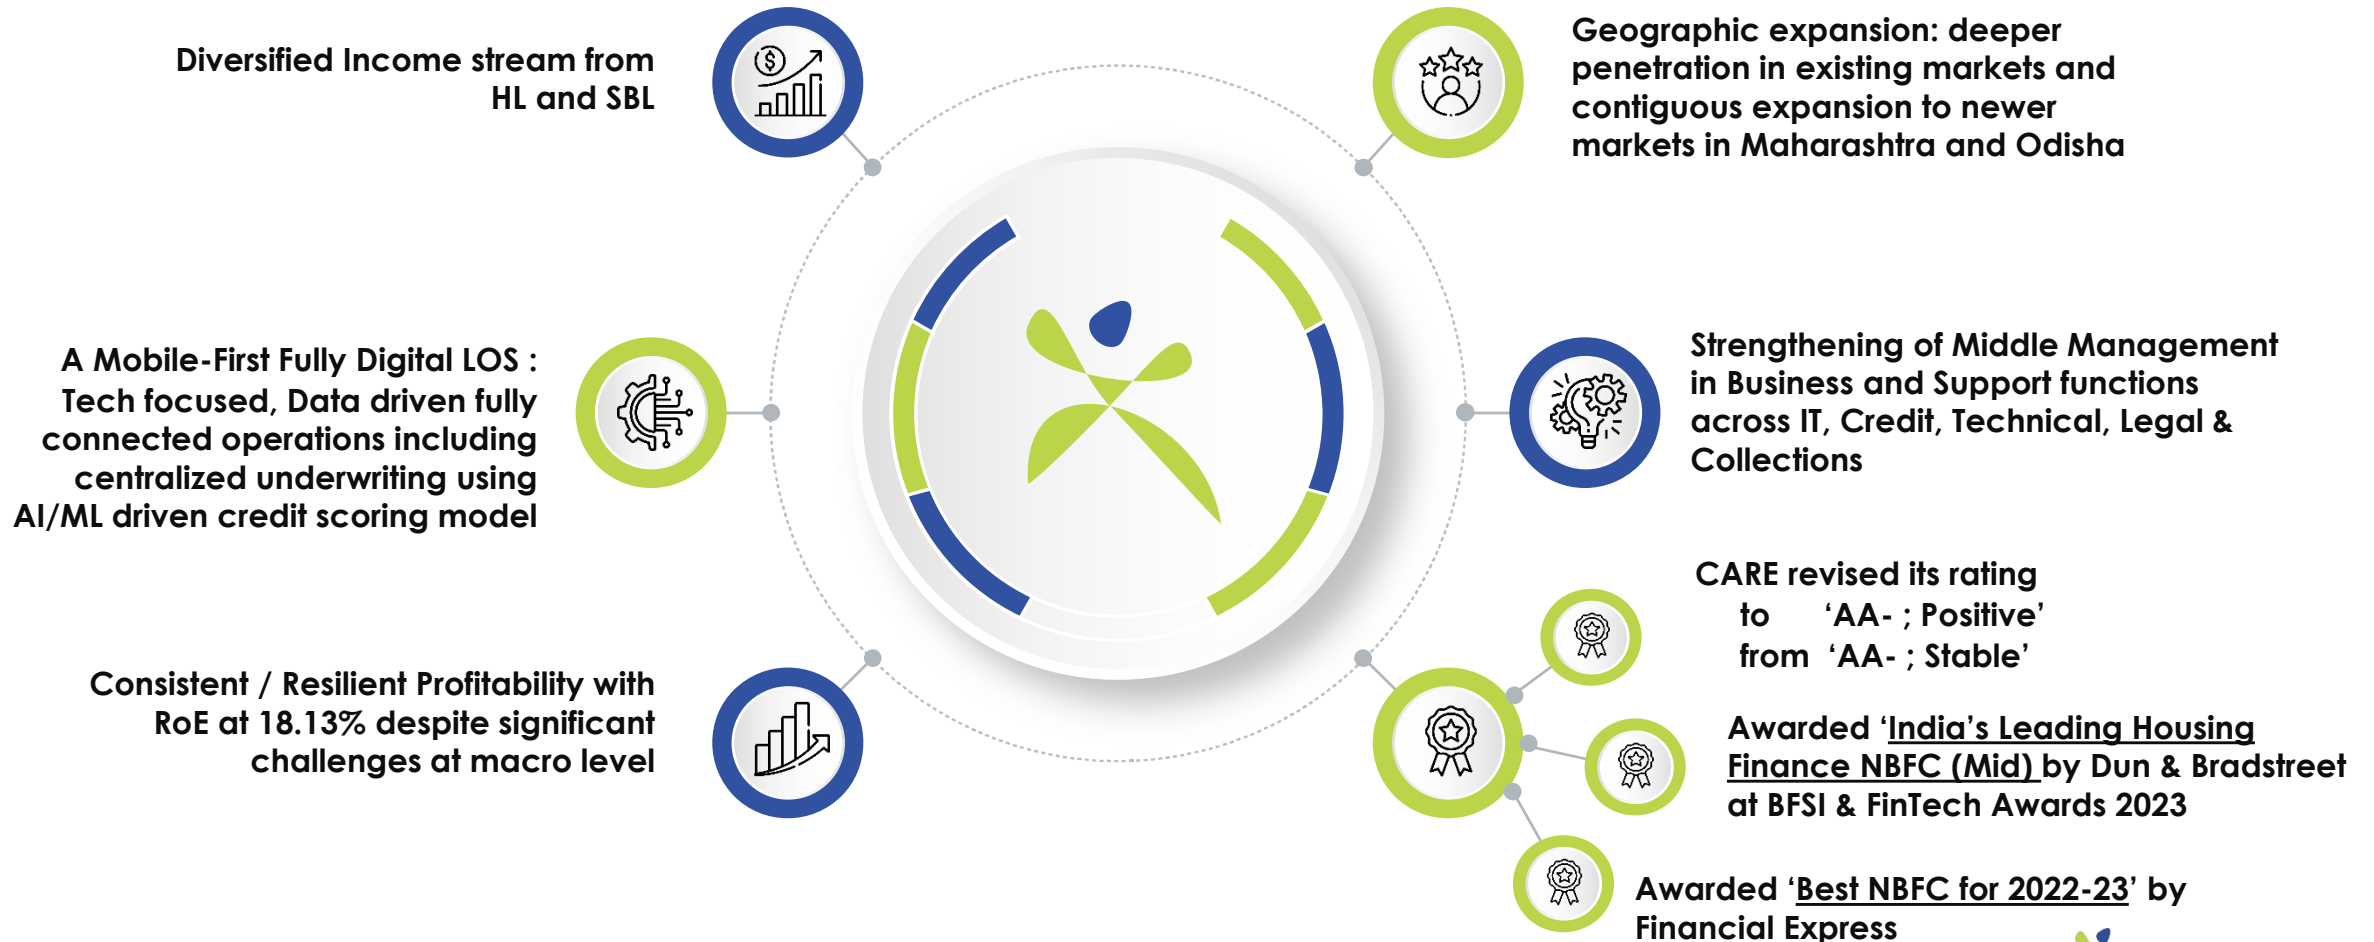 Diversified Income stream from
HL and SBL
Geographic expansion: deeper
penetration in existing markets and
contiguous expansion to newer
markets in Maharashtra and Odisha
A Mobile-First Fully Digital LOS :
Tech focused, Data driven fully
connected operations including
centralized underwriting using
AI/ML driven credit scoring model
Strengthening of Middle Management
in Business and Support functions
across IT, Credit, Technical, Legal &
Collections
Consistent / Resilient Profitability with
RoE at 18.13% despite significant
challenges at macro level
CARE revised its rating
to ‘AA- ; Positive’
from ‘AA- ; Stable’
Awarded ‘India’s Leading Housing
Finance NBFC (Mid) by Dun & Bradstreet
at BFSI & FinTech Awards 2023
Awarded ‘Best NBFC for 2022-23’ by
Financial Express